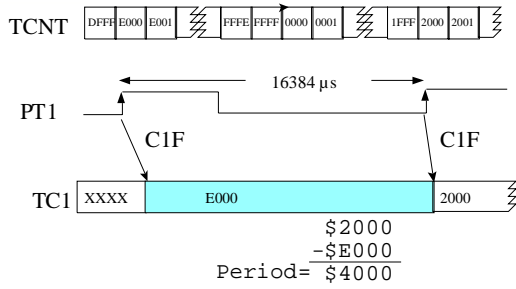 TCNT DFFF E000 E001 FFFE FFFF 0000 0001 1FFF 2000 2001
16384 µs
PT1
C1F C1F
TC1 XXXX E000 2000
$2000
-$E000
Period= $4000